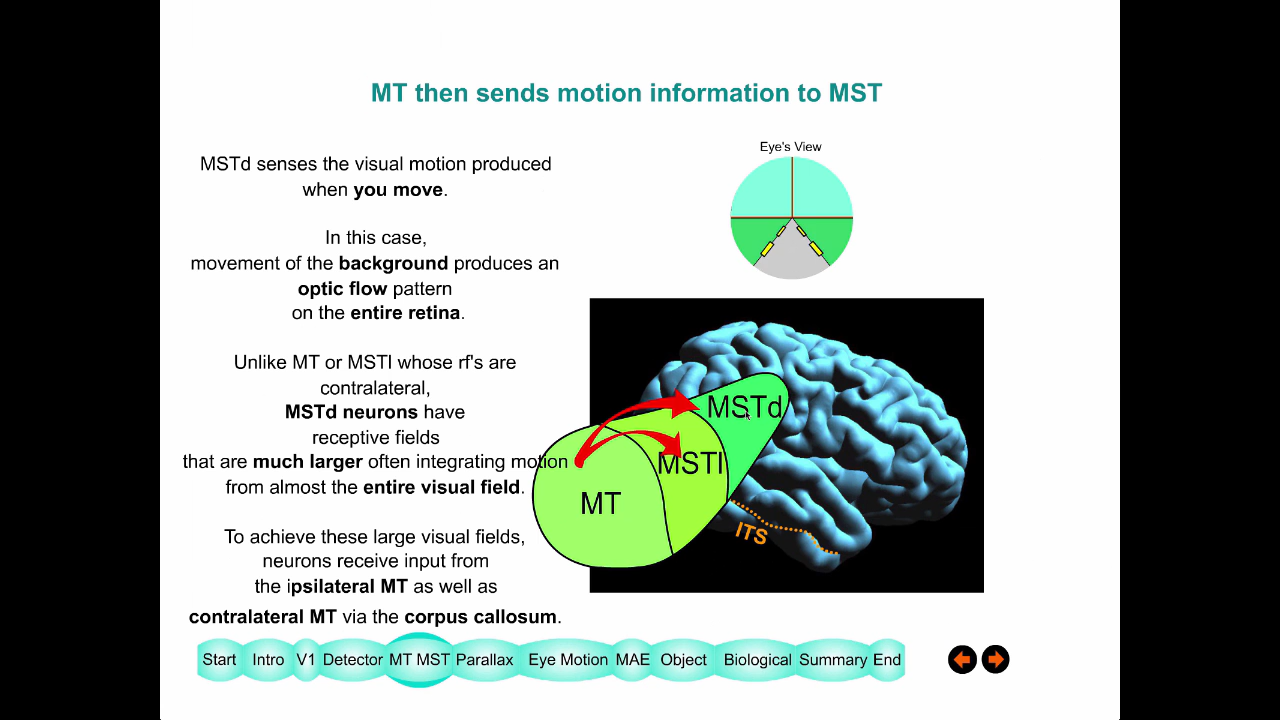 MT then sends motion information to MST
MSTd senses the visual motion produced
when you move.
In this case,
movement of the background produces an
optic flow pattern
on the entire retina.
Unlike MT or MSTl whose rf's are
contralateral,
MSTd neurons have
receptive fields
that are much larger often integrating motion
from almost the entire visual field.
To achieve these large visual fields,
neurons receive input from
the ipsilateral MT as well as
contralateral MT via the corpus callosum.
Eye's View
MSTd
MSTl
MT
ITS
Start Intro V1 Detector MT MST Parallax Eye Motion MAE Object Biological Summary End